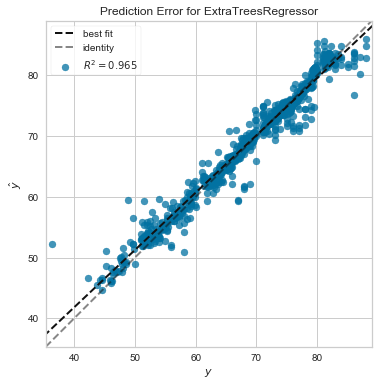 Prediction Error for ExtraTreesRegressor
best fit
identity
R² = 0.965
80
70
60
50
40
ŷ
40 50 60 70 80
y